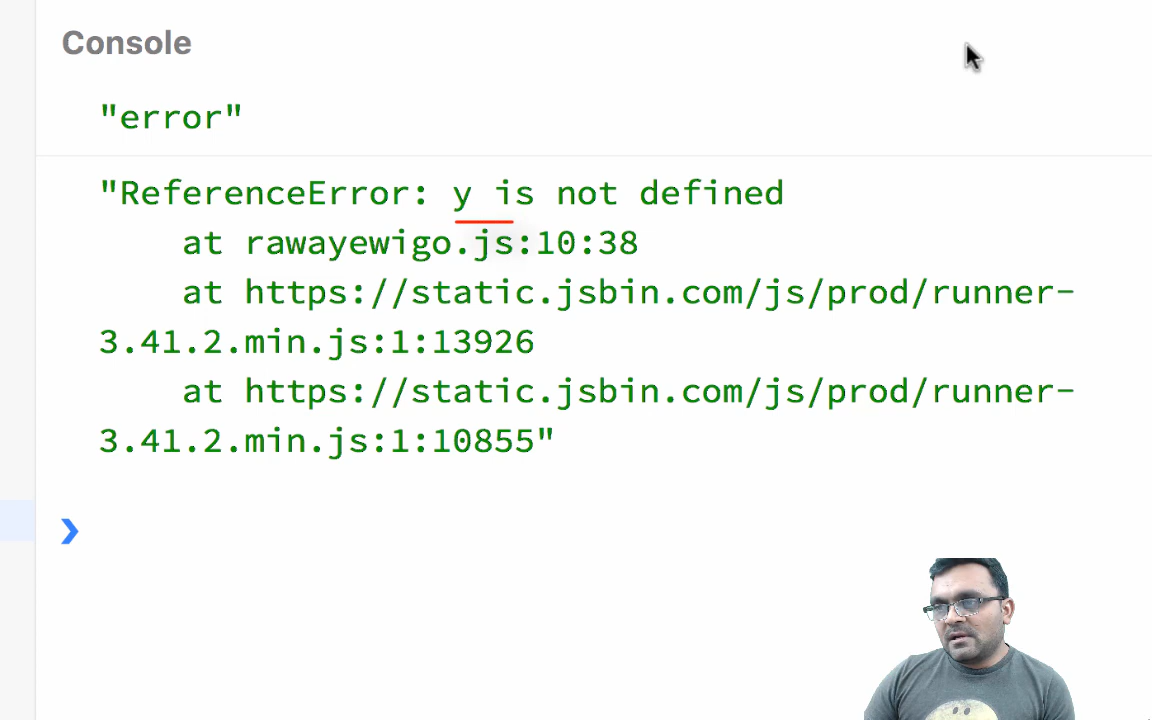 Console
"error"
"ReferenceError: y is not defined
at rawayewigo.js:10:38
at https://static.jsbin.com/js/prod/runner-
3.41.2.min.js:1:13926
at https://static.jsbin.com/js/prod/runner-
3.41.2.min.js:1:10855"